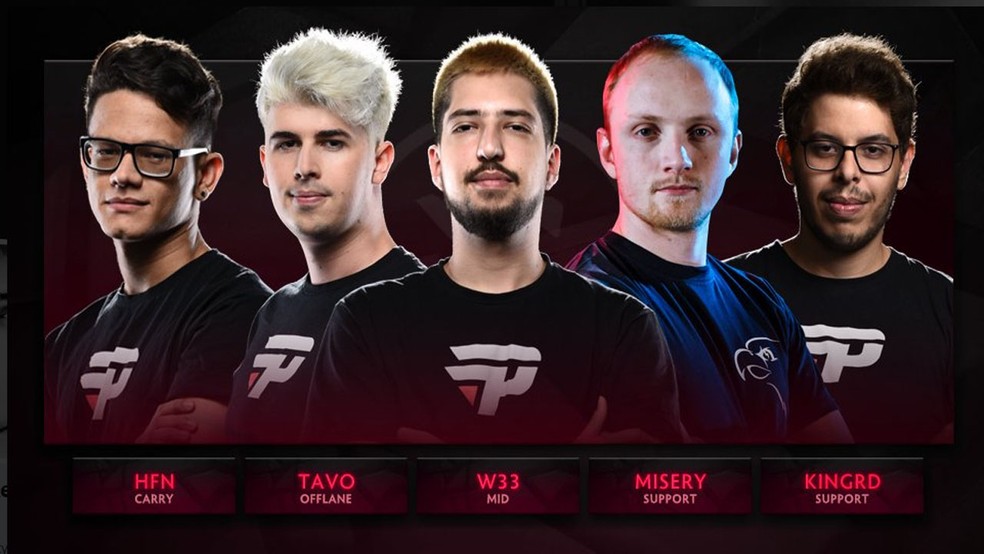 HFN
CARRY
TAVO
OFFLANE
W33
MID
MISERY
SUPPORT
KINGRD
SUPPORT